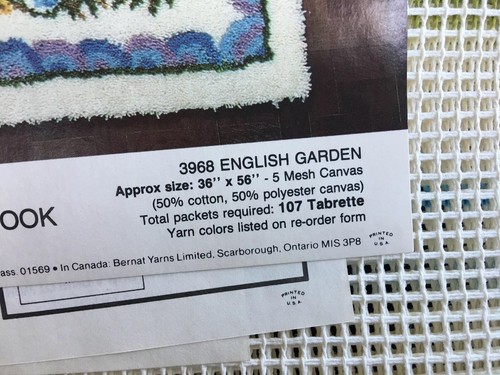 3968 ENGLISH GARDEN
Approx size: 36'' x 56'' - 5 Mesh Canvas
(50% cotton, 50% polyester canvas)
OOK
Total packets required: 107 Tabrette
Yarn colors listed on re-order form
ass. 01569 • In Canada: Bernat Yarns Limited, Scarborough, Ontario MIS 3P8
PRINTED
IN
U.S.A.
PRINTED
IN
U.S.A.